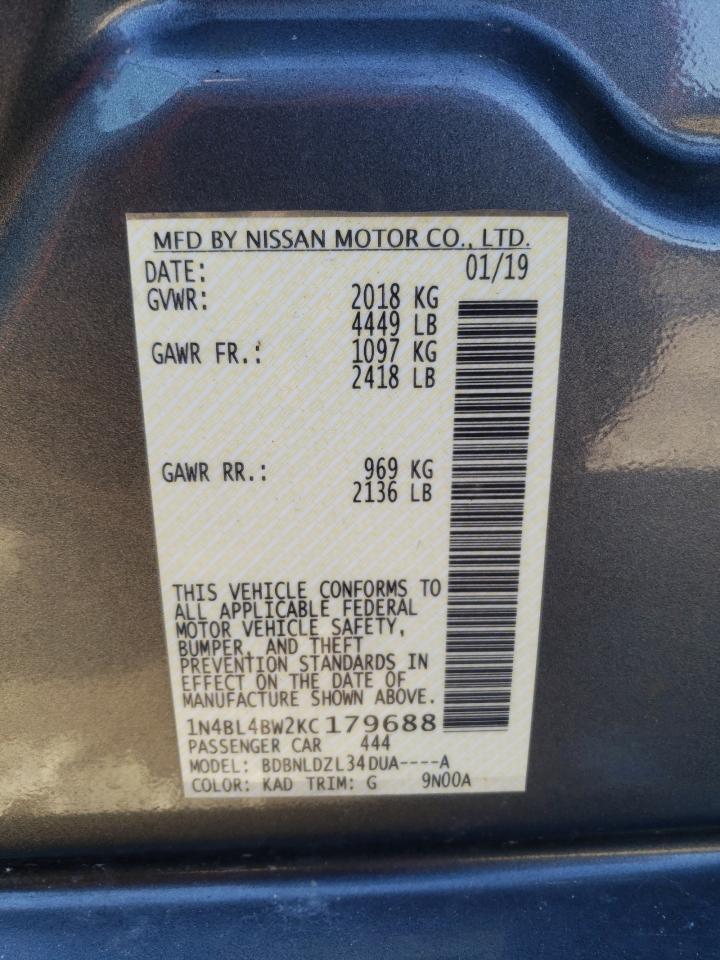 MFD BY NISSAN MOTOR CO., LTD.
DATE: 01/19
GVWR: 2018 KG
4449 LB
GAWR FR.: 1097 KG
2418 LB
GAWR RR.: 969 KG
2136 LB
THIS VEHICLE CONFORMS TO
ALL APPLICABLE FEDERAL
MOTOR VEHICLE SAFETY,
BUMPER, AND THEFT
PREVENTION STANDARDS IN
EFFECT ON THE DATE OF
MANUFACTURE SHOWN ABOVE.
1N4BL4BW2KC179688
PASSENGER CAR 444
MODEL: BDBNLDZL34DUA----A
COLOR: KAD TRIM: G 9N00A